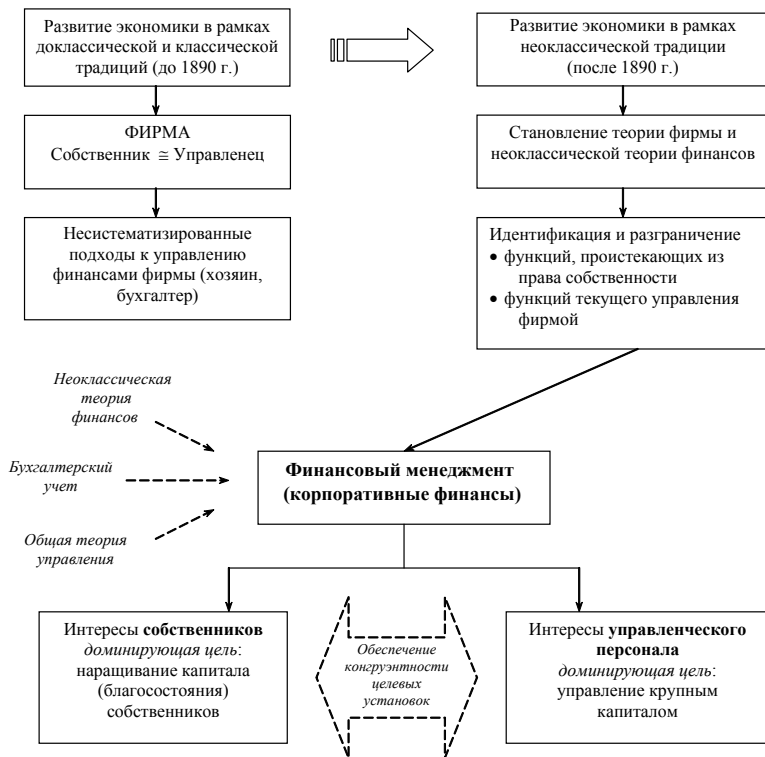 Развитие экономики в рамках
доклассической и классической
традиций (до 1890 г.)
Развитие экономики в рамках
неоклассической традиции
(после 1890 г.)
ФИРМА
Собственник ≅ Управленец
Становление теории фирмы и
неоклассической теории финансов
Несистематизированные
подходы к управлению
финансами фирмы (хозяин,
бухгалтер)
Идентификация и разграничение
• функций, проистекающих из
права собственности
• функций текущего управления
фирмой
Неоклассическая
теория
финансов
Бухгалтерский
учет
Общая теория
управления
Финансовый менеджмент
(корпоративные финансы)
Интересы собственников
доминирующая цель:
наращивание капитала
(благосостояния)
собственников
Обеспечение
конгруэнтности
целевых
установок
Интересы управленческого
персонала
доминирующая цель:
управление крупным
капиталом